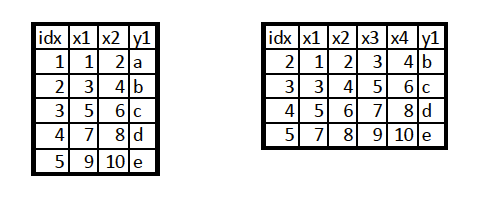 idx x1 x2 y1
1 1 2 a
2 3 4 b
3 5 6 c
4 7 8 d
5 9 10 e
idx x1 x2 x3 x4 y1
2 1 2 3 4 b
3 3 4 5 6 c
4 5 6 7 8 d
5 7 8 9 10 e